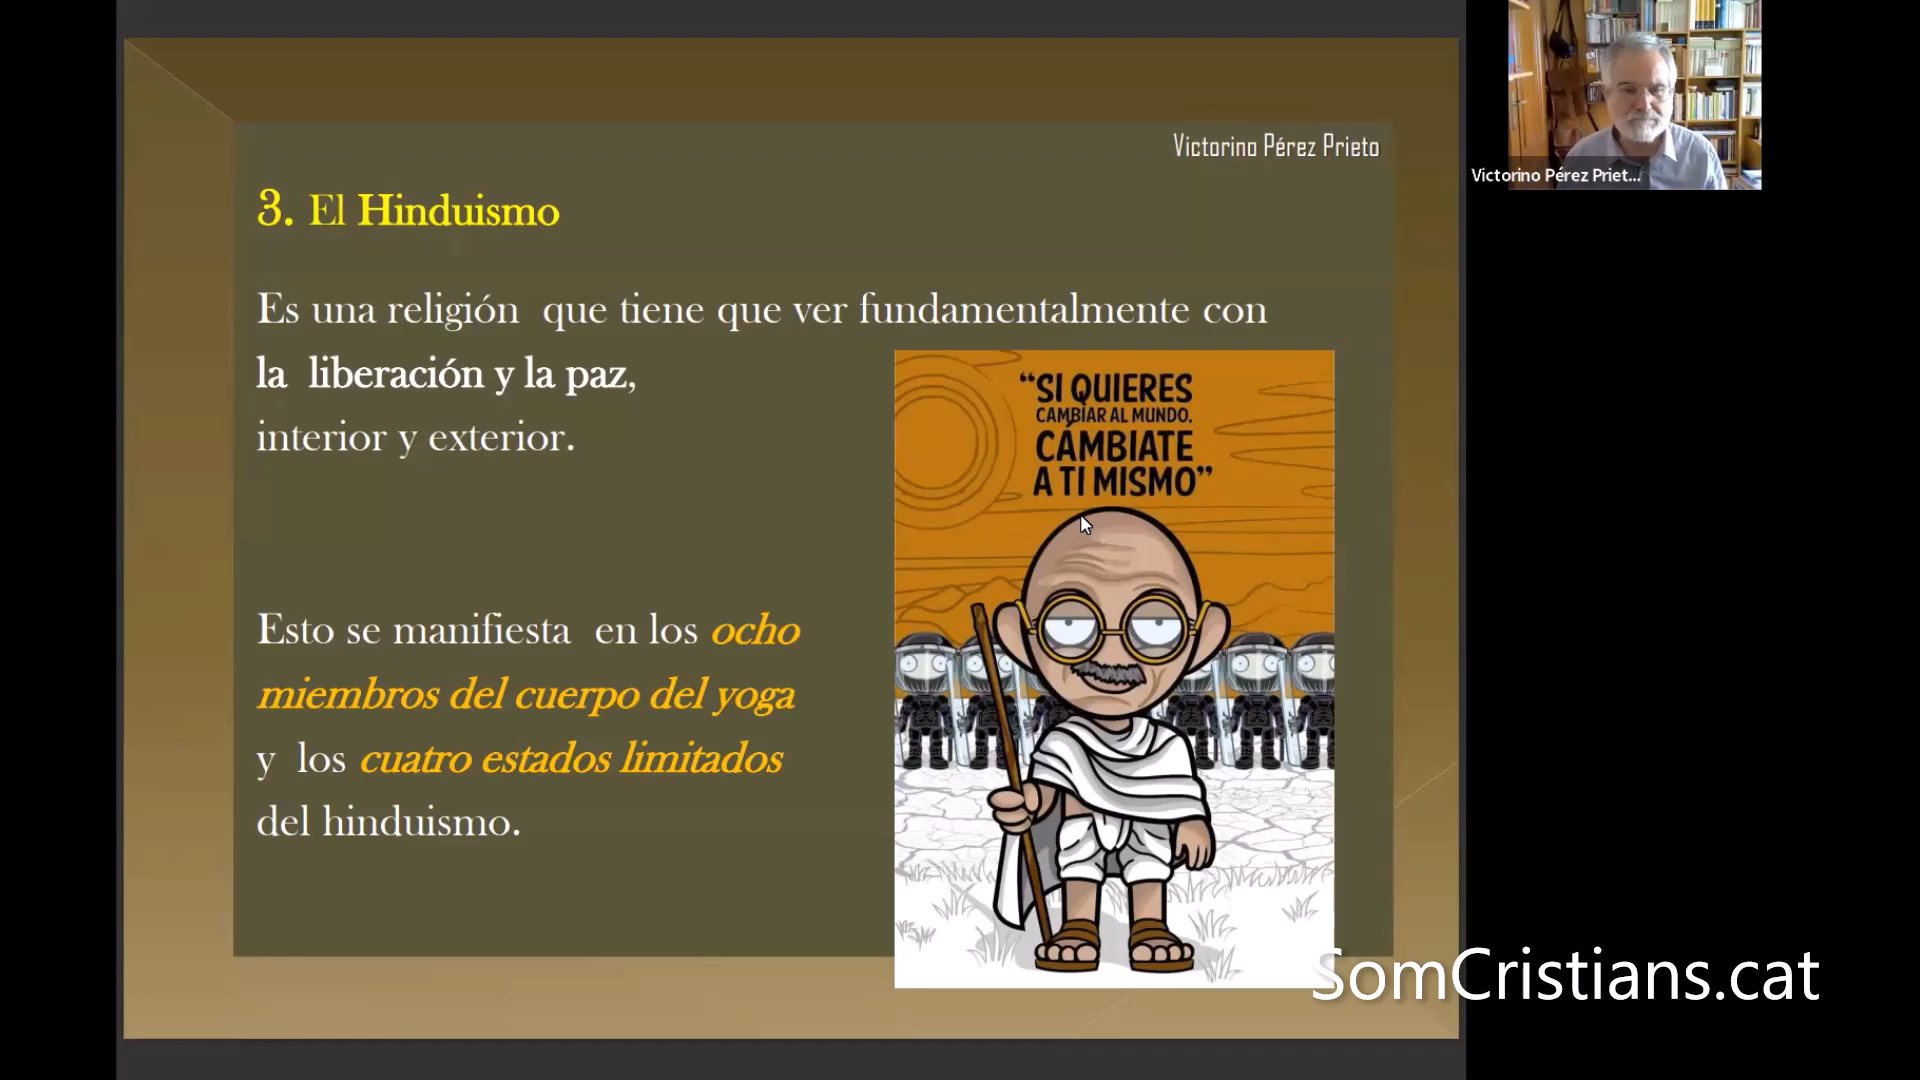 Victorino Pérez Prieto
Victorino Pérez Priet...
3. El Hinduismo
Es una religión que tiene que ver fundamentalmente con
la liberación y la paz,
interior y exterior.
“SI QUIERES
CAMBIAR AL MUNDO.
CÁMBIATE
A TI MISMO”
Esto se manifiesta en los ocho
miembros del cuerpo del yoga
y los cuatro estados limitados
del hinduismo.
SomCristians.cat